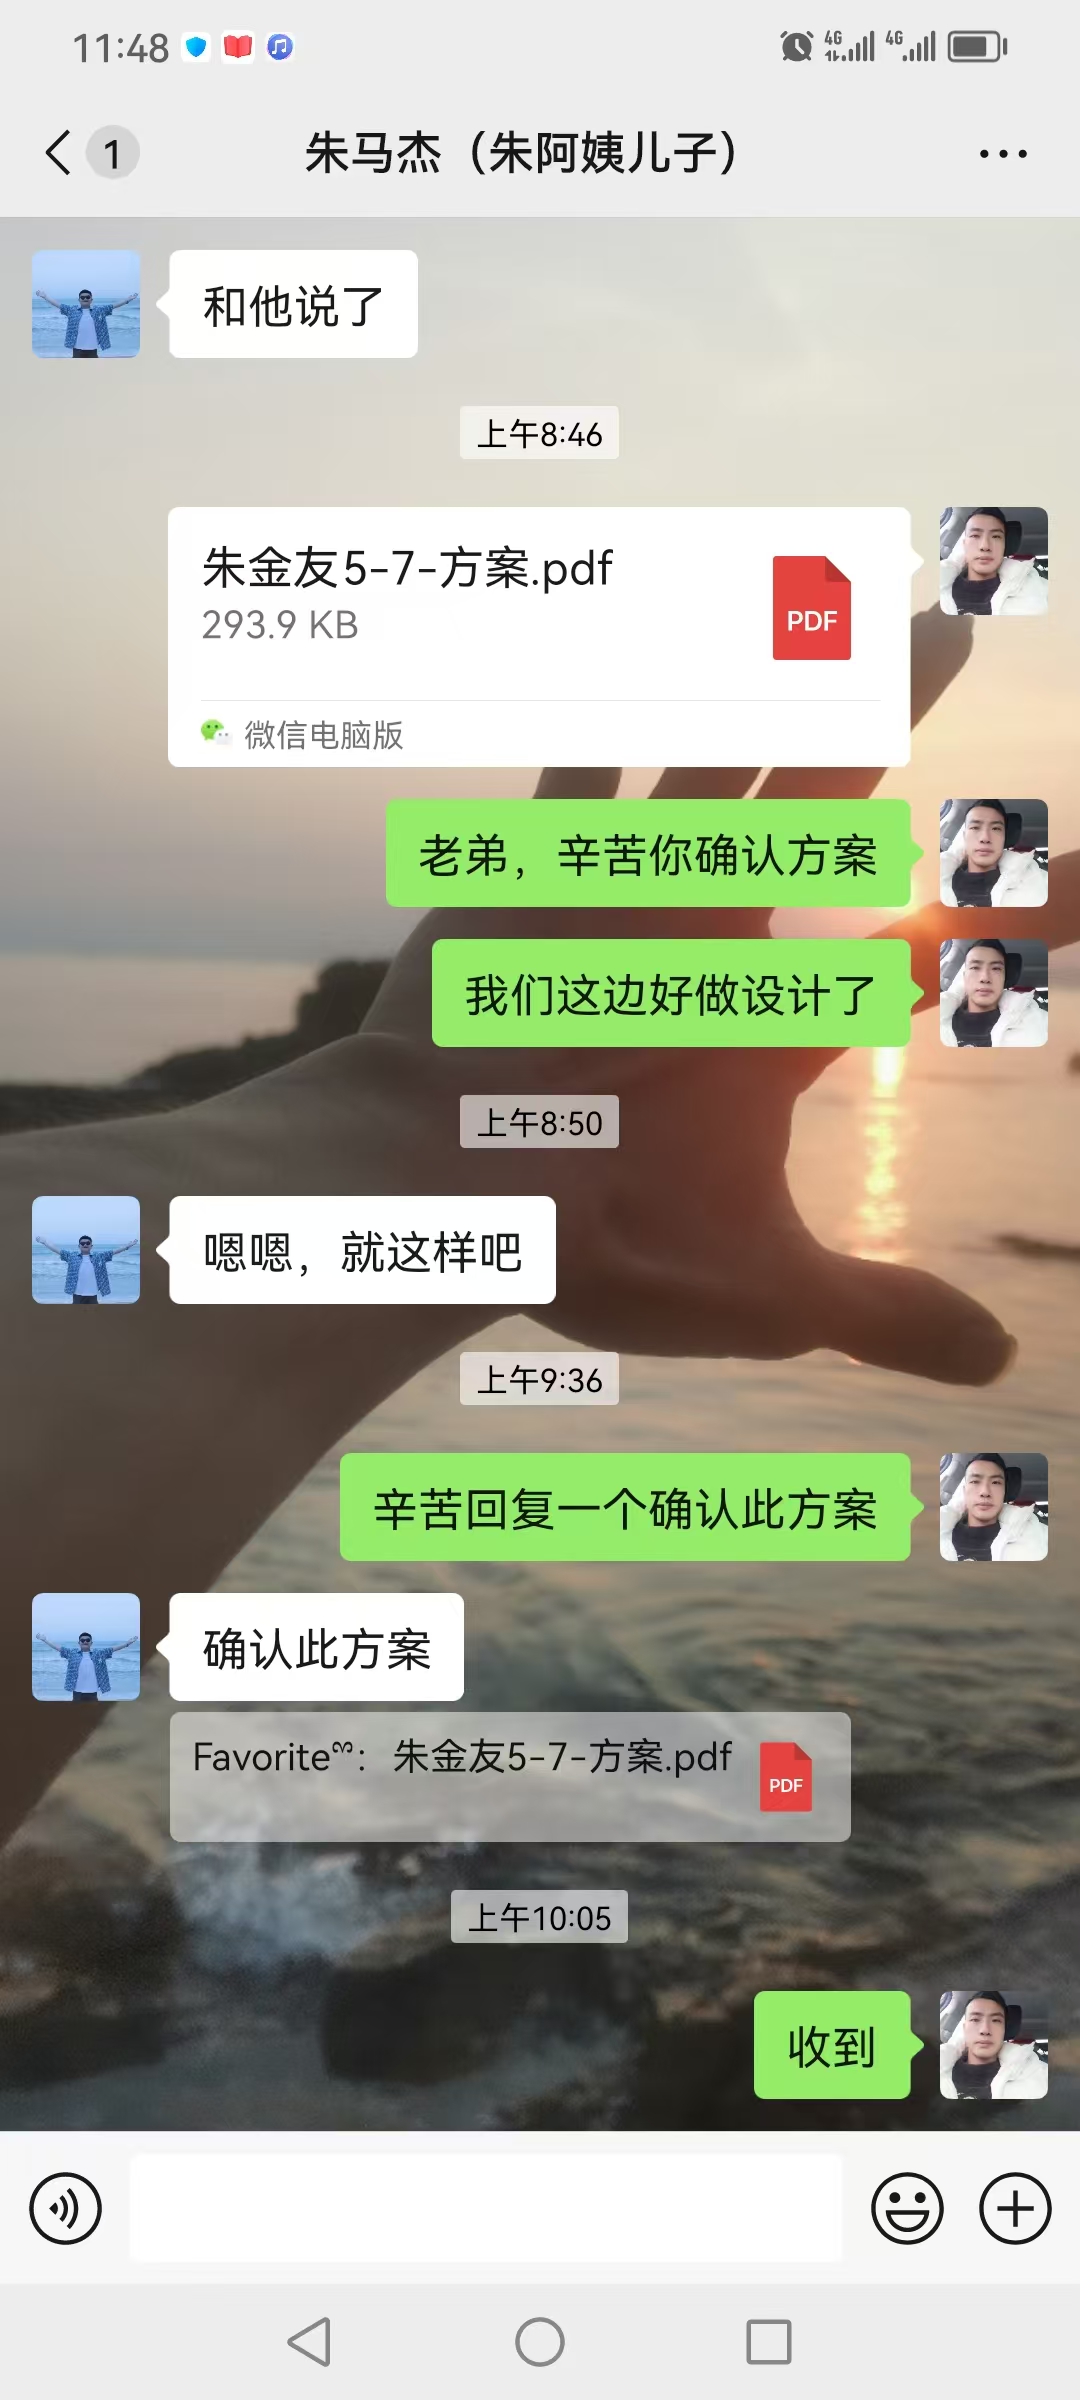 11:48
4G 4G
1
朱马杰（朱阿姨儿子）
和他说了
上午8:46
朱金友5-7-方案.pdf
293.9 KB
PDF
微信电脑版
老弟，辛苦你确认方案
我们这边好做设计了
上午8:50
嗯嗯，就这样吧
上午9:36
辛苦回复一个确认此方案
确认此方案
Favoriteෆ：朱金友5-7-方案.pdf
PDF
上午10:05
收到